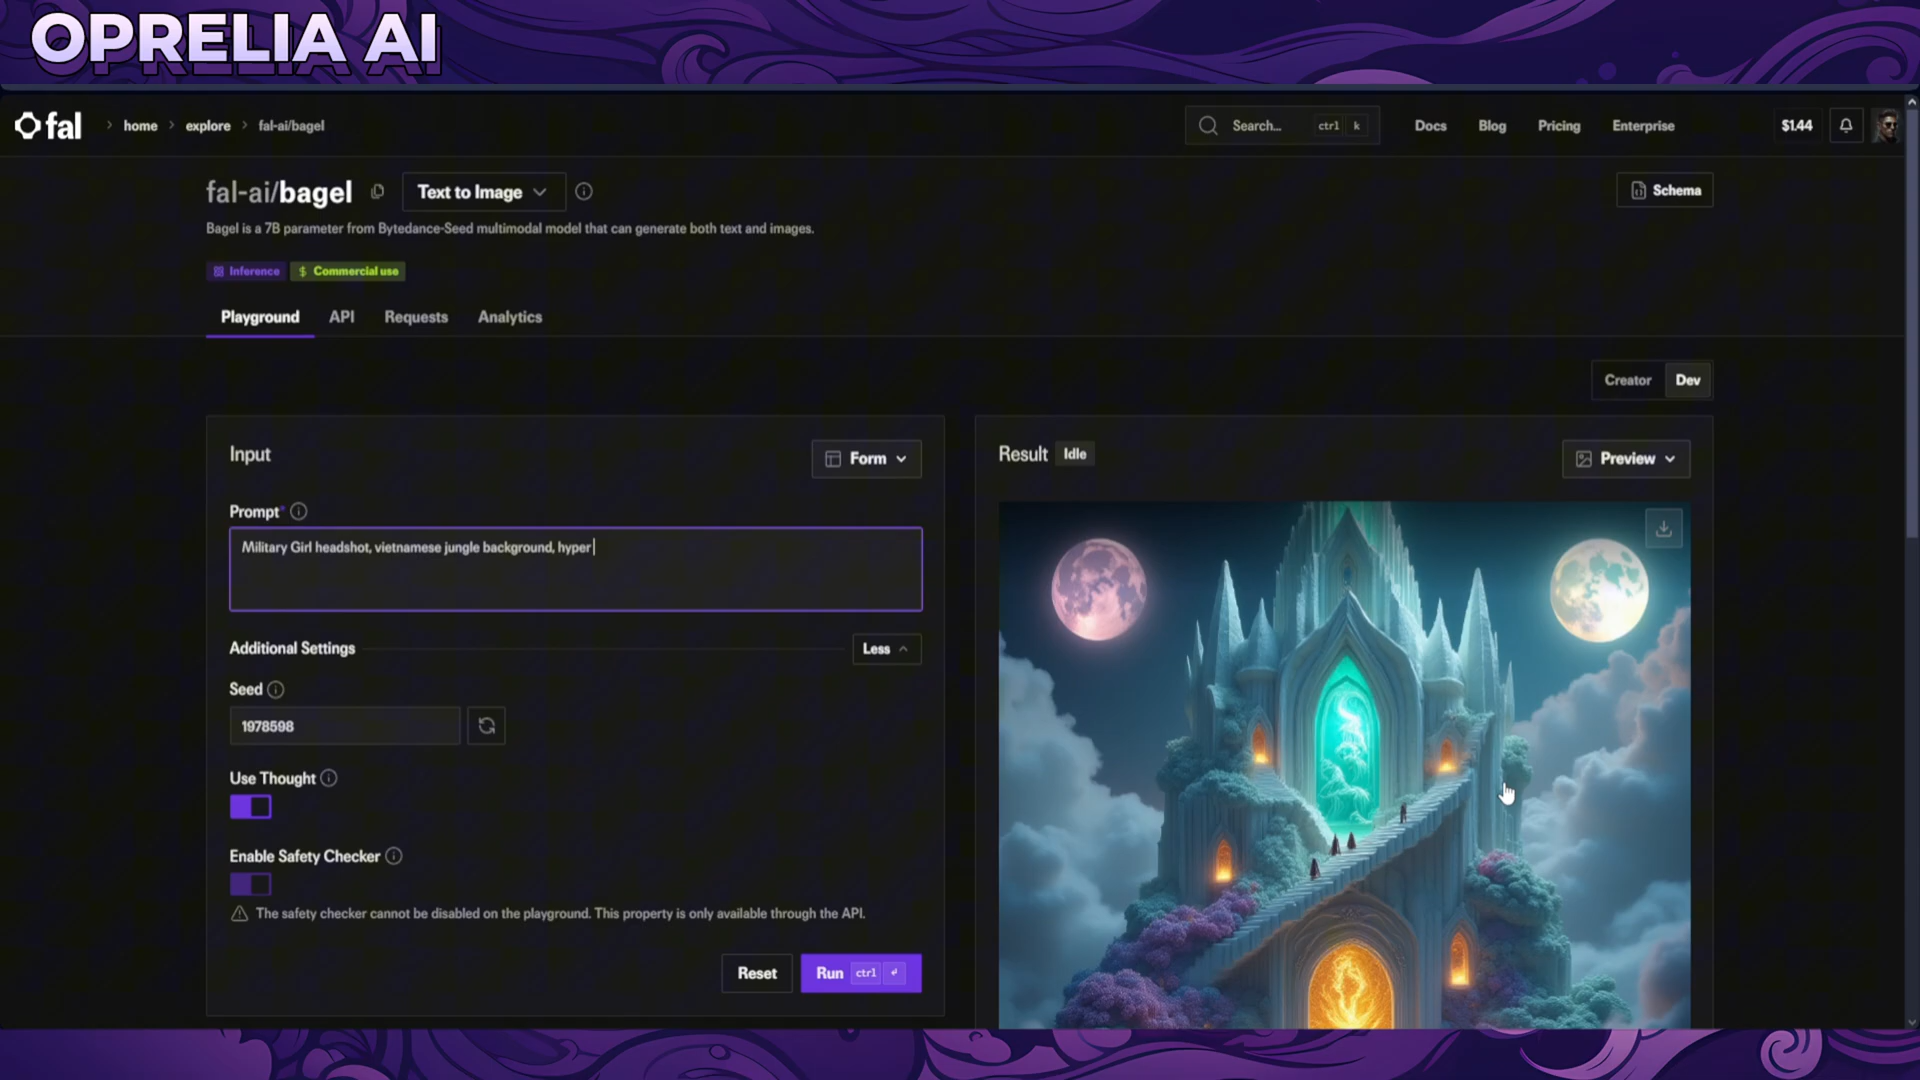 OPRELIA AI
fal
home
explore
fal-ai/bagel
Search...
ctrl
k
Docs
Blog
Pricing
Enterprise
$1.44
fal-ai/bagel
Text to Image
Schema
Bagel is a 7B parameter from Bytedance-Seed multimodal model that can generate both text and images.
Inference
$ Commercial use
Playground
API
Requests
Analytics
Creator
Dev
Input
Form
Result
Idle
Preview
Prompt*
Military Girl headshot, vietnamese jungle background, hyper
Additional Settings
Less
Seed
1978598
Use Thought
Enable Safety Checker
The safety checker cannot be disabled on the playground. This property is only available through the API.
Reset
Run
ctrl